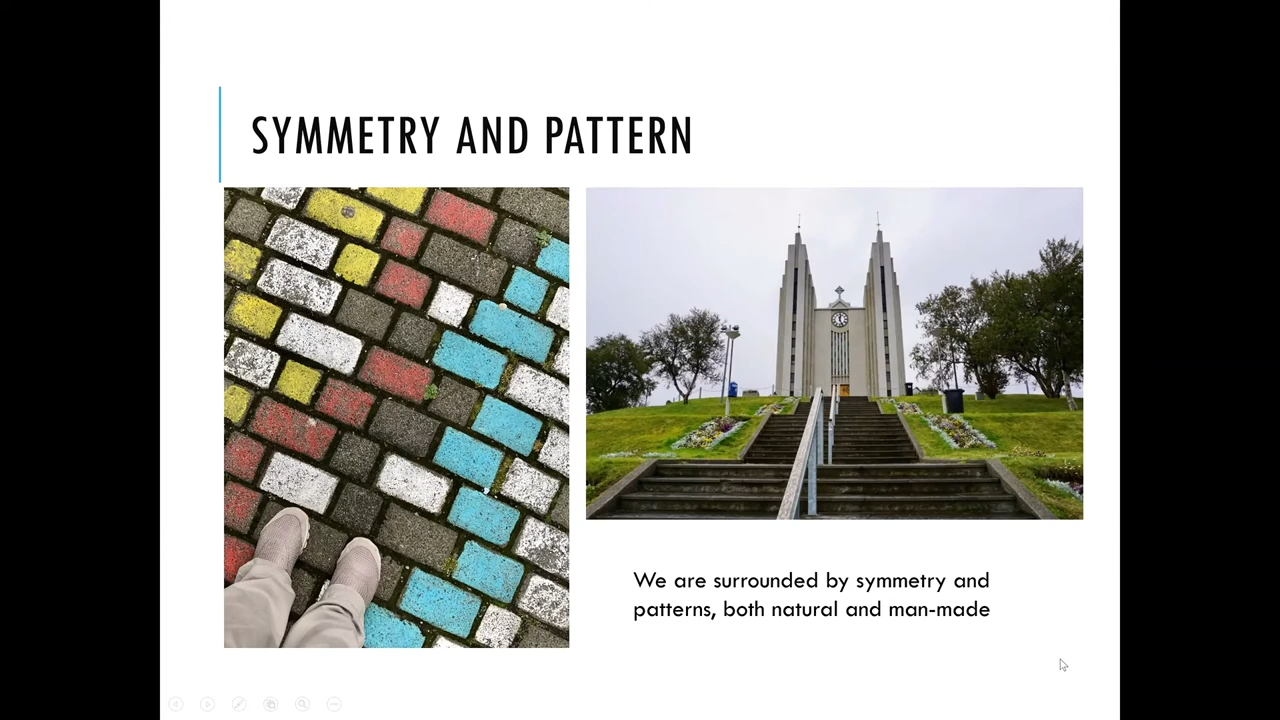 SYMMETRY AND PATTERN
We are surrounded by symmetry and
patterns, both natural and man-made